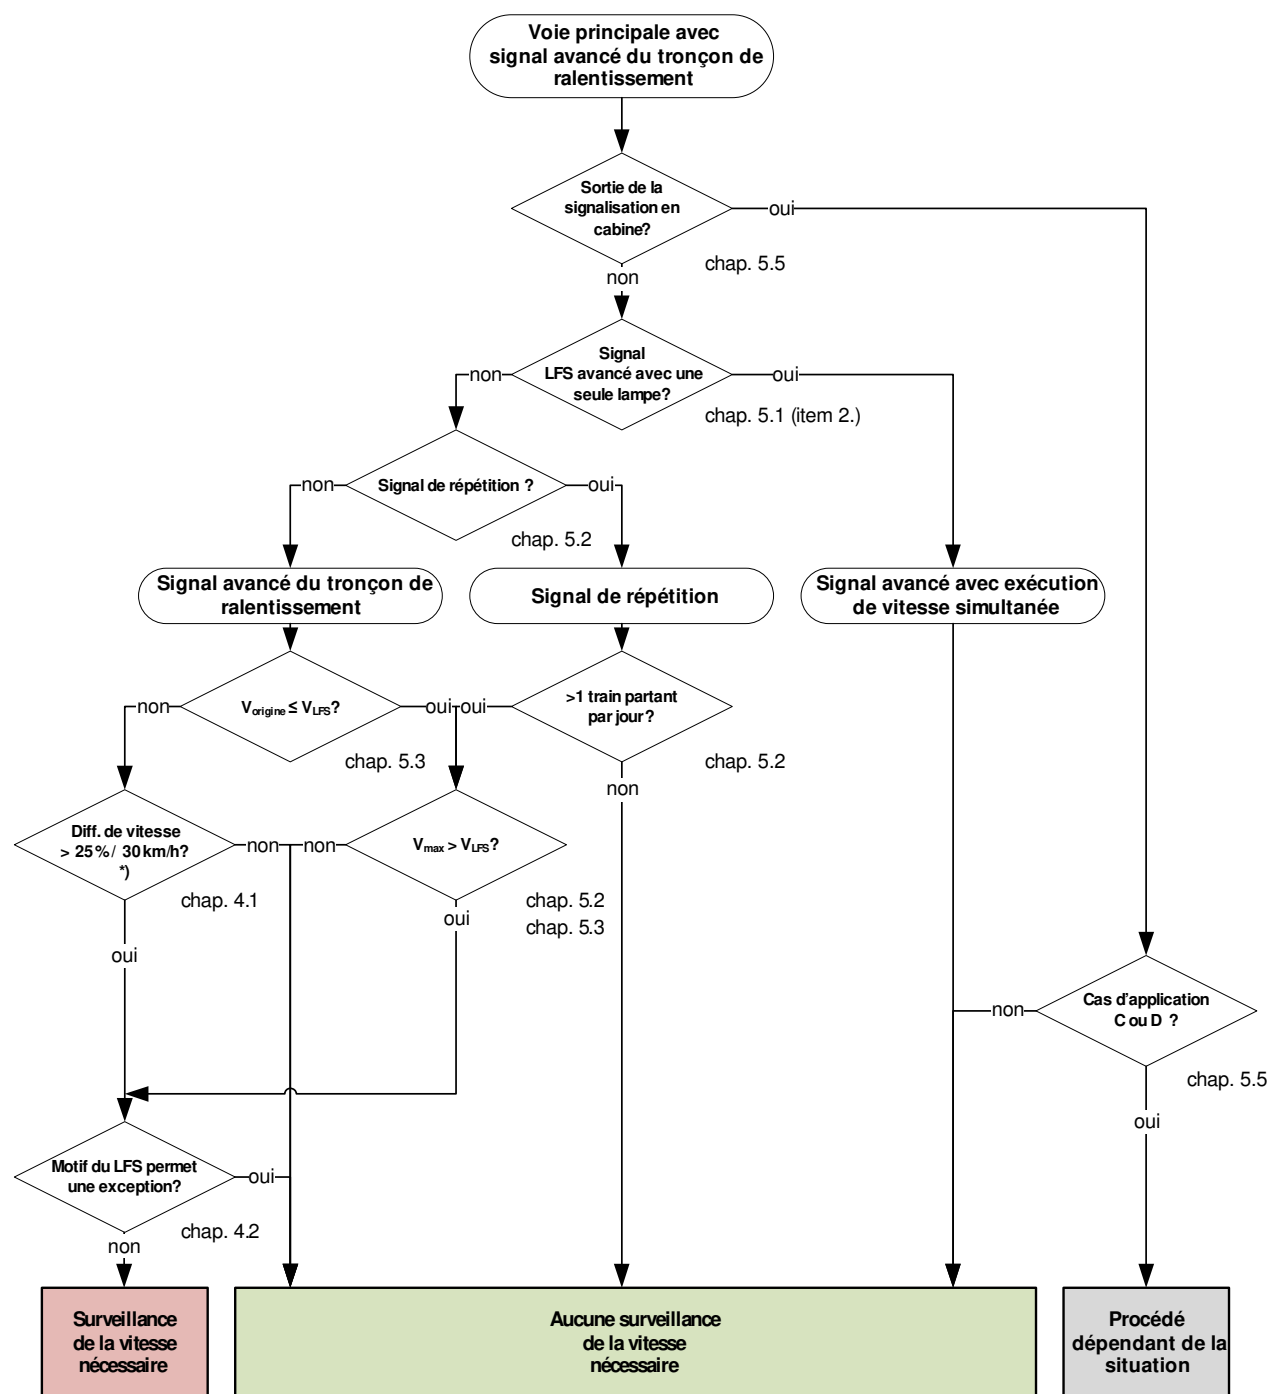 Voie principale avec
signal avancé du tronçon de
ralentissement
Sortie de la
signalisation en
cabine?
oui
chap. 5.5
non
Signal
LFS avancé avec une
seule lampe?
non
oui
chap. 5.1 (item 2.)
Signal de répétition ?
non
oui
chap. 5.2
Signal avancé du tronçon de
ralentissement
Signal de répétition
Signal avancé avec exécution
de vitesse simultanée
Vorigine ≤ VLFS?
non
oui
oui
>1 train partant
par jour?
chap. 5.3
chap. 5.2
non
Diff. de vitesse
> 25% / 30km/h?
*)
non
non
Vmax > VLFS?
chap. 4.1
chap. 5.2
chap. 5.3
oui
oui
Cas d'application
C ou D ?
non
chap. 5.5
oui
Motif du LFS permet
une exception?
oui
chap. 4.2
non
Surveillance
de la vitesse
nécessaire
Aucune surveillance
de la vitesse
nécessaire
Procédé
dépendant de la
situation